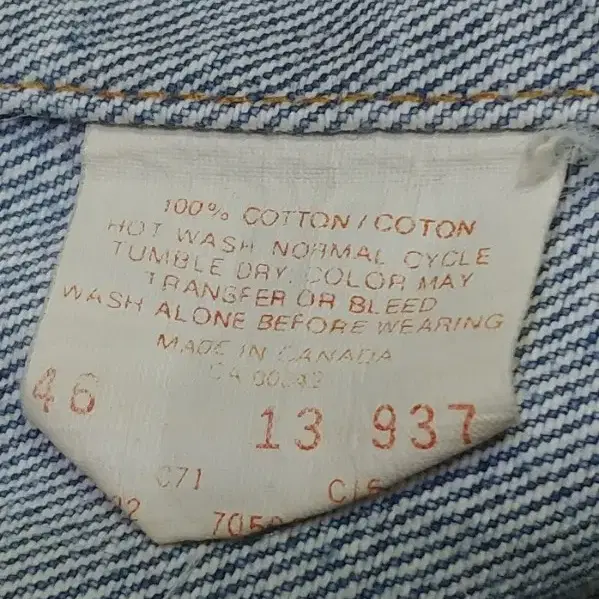 100% COTTON / COTON
HOT WASH NORMAL CYCLE
TUMBLE DRY. COLOR MAY
TRANSFER OR BLEED
WASH ALONE BEFORE WEARING
MADE IN CANADA
CA
46 13 937
C71